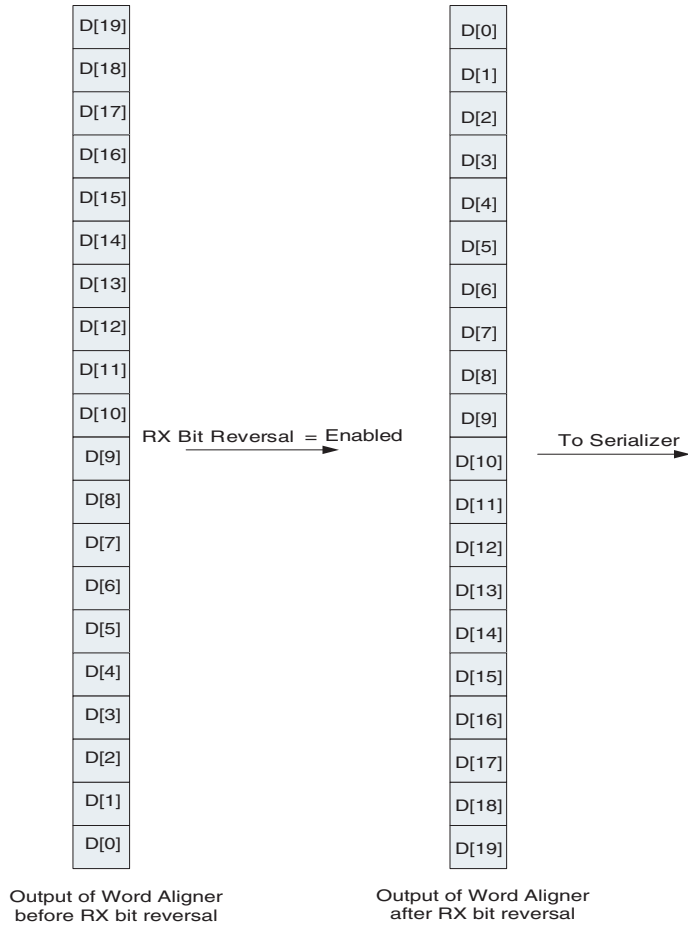 D[19]
D[18]
D[17]
D[16]
D[15]
D[14]
D[13]
D[12]
D[11]
D[10]
D[9]
D[8]
D[7]
D[6]
D[5]
D[4]
D[3]
D[2]
D[1]
D[0]
Output of Word Aligner
before RX bit reversal
RX Bit Reversal = Enabled
D[0]
D[1]
D[2]
D[3]
D[4]
D[5]
D[6]
D[7]
D[8]
D[9]
D[10]
D[11]
D[12]
D[13]
D[14]
D[15]
D[16]
D[17]
D[18]
D[19]
Output of Word Aligner
after RX bit reversal
To Serializer